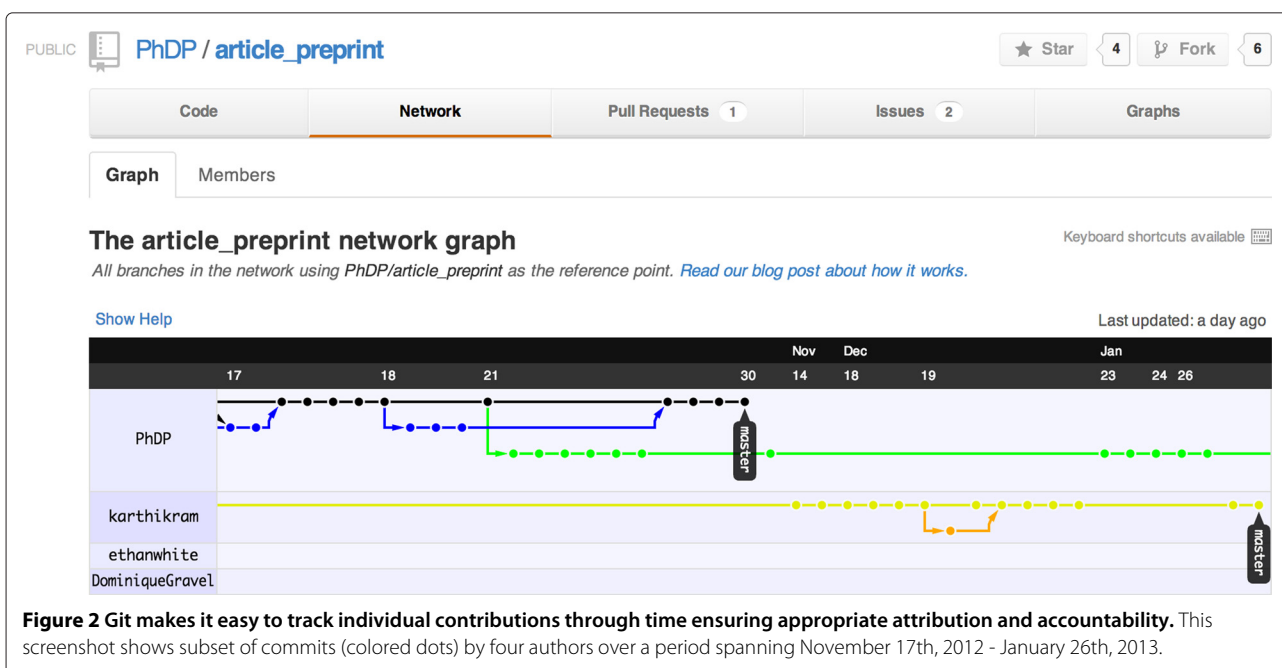 PUBLIC PhDP / article_preprint Star 4 Fork 6
Code Network Pull Requests 1 Issues 2 Graphs
Graph Members
The article_preprint network graph Keyboard shortcuts available
All branches in the network using PhDP/article_preprint as the reference point. Read our blog post about how it works.
Show Help Last updated: a day ago
Nov Dec Jan
17 18 21 30 14 18 19 23 24 26
PhDP
master
karthikram
master
ethanwhite
DominiqueGravel
Figure 2 Git makes it easy to track individual contributions through time ensuring appropriate attribution and accountability. This
screenshot shows subset of commits (colored dots) by four authors over a period spanning November 17th, 2012 - January 26th, 2013.